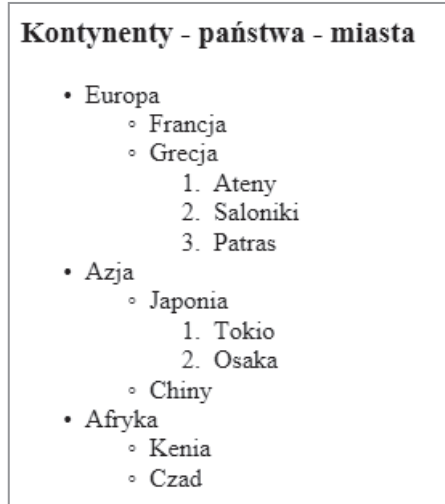 Kontynenty - państwa - miasta
• Europa
◦ Francja
◦ Grecja
1. Ateny
2. Saloniki
3. Patras
• Azja
◦ Japonia
1. Tokio
2. Osaka
◦ Chiny
• Afryka
◦ Kenia
◦ Czad